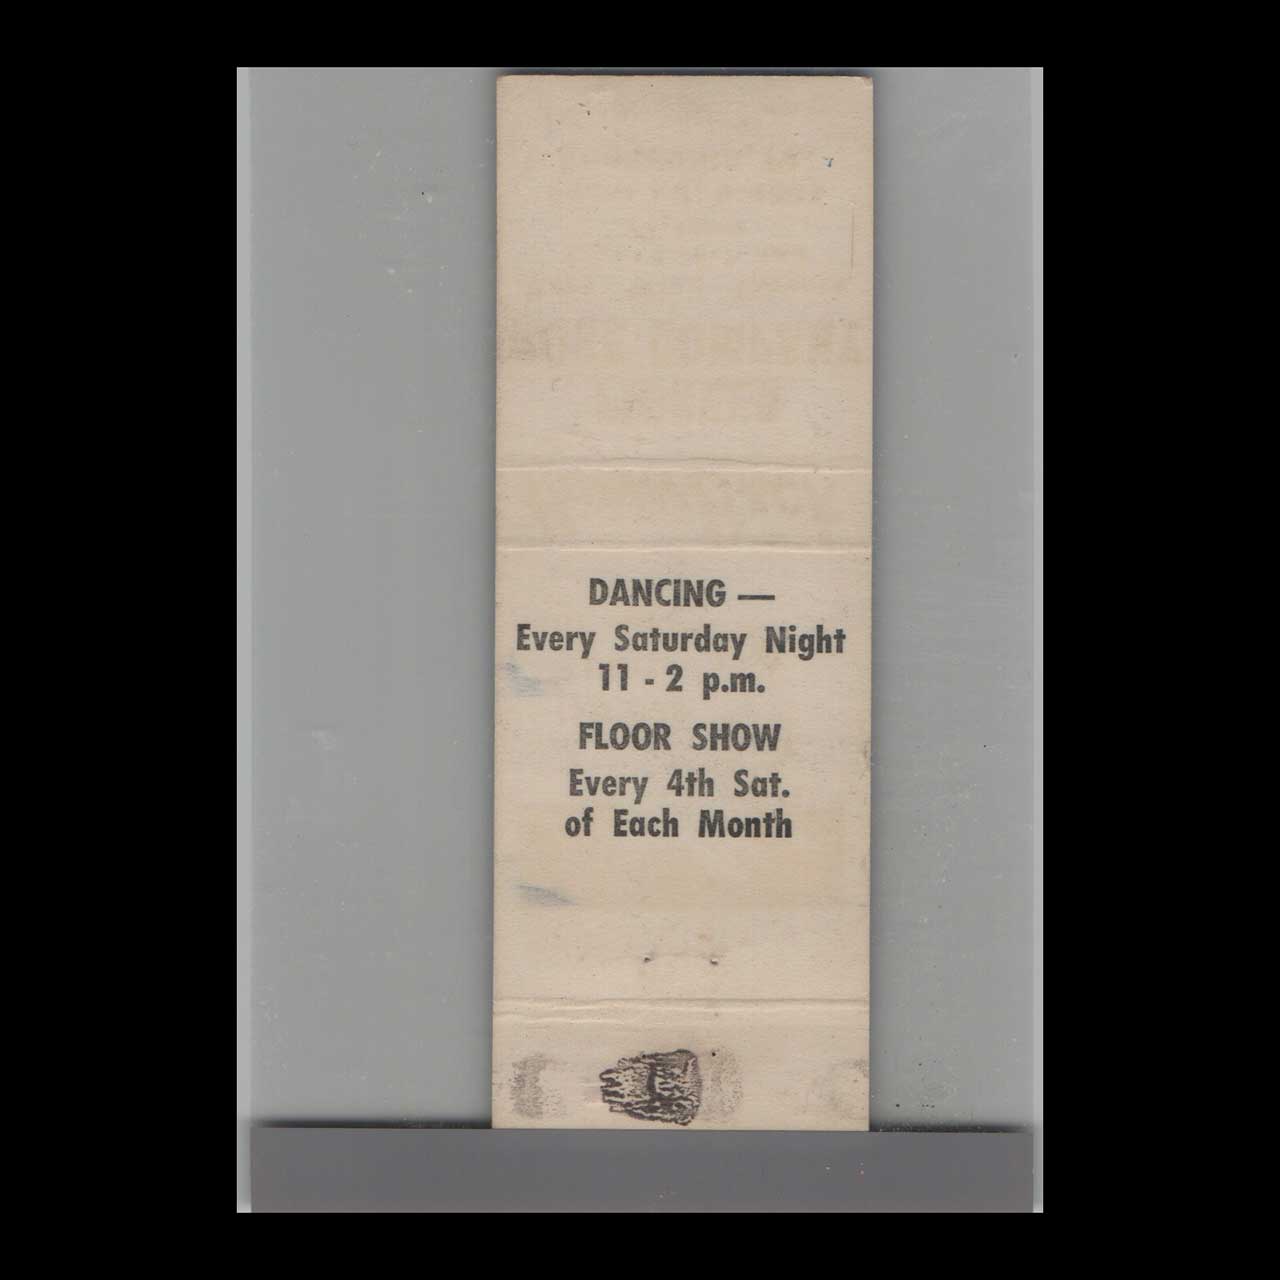 DANCING —
Every Saturday Night
11 - 2 p.m.
FLOOR SHOW
Every 4th Sat.
of Each Month